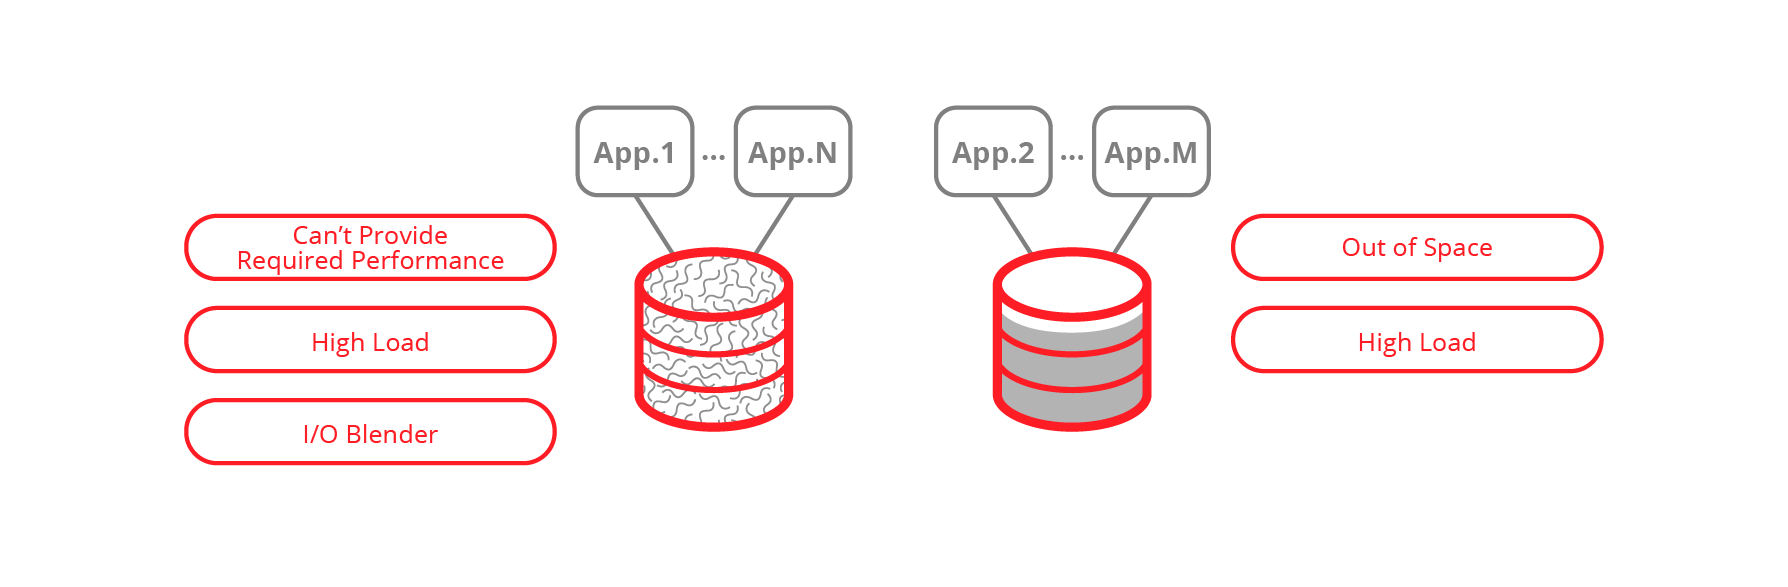 App.1 ... App.N
App.2 ... App.M
Can't Provide
Required Performance
High Load
I/O Blender
Out of Space
High Load